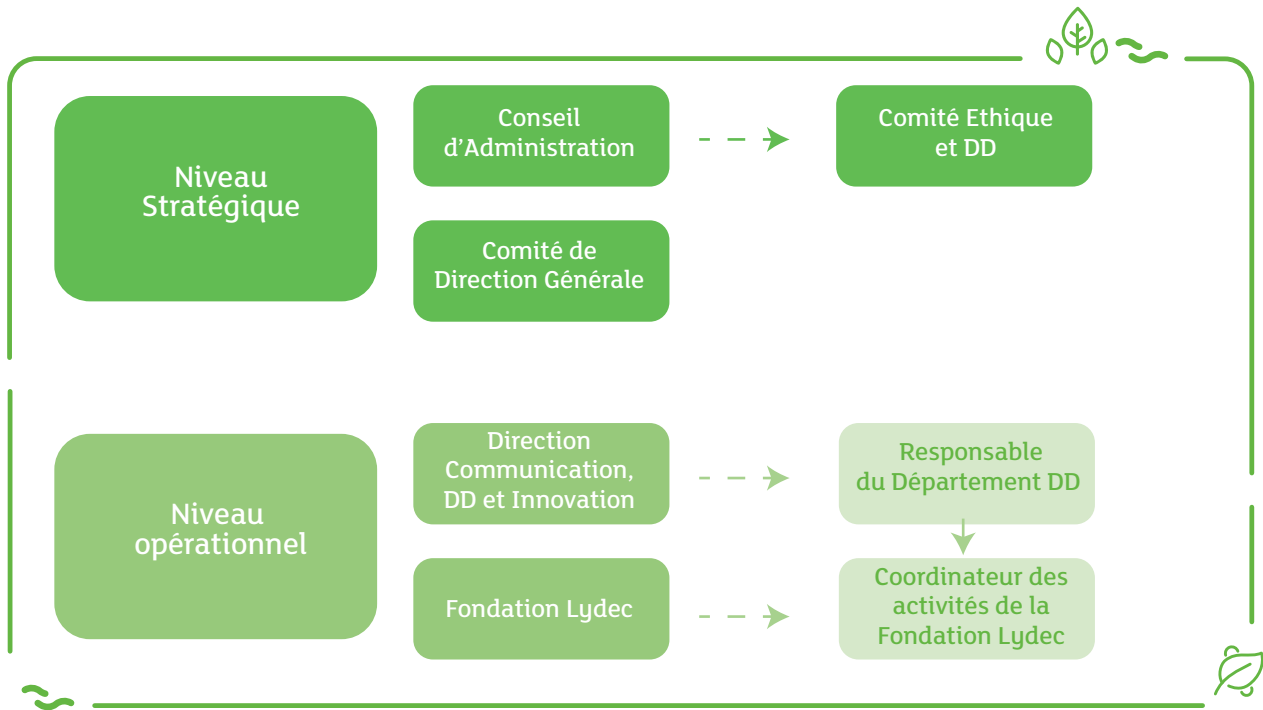 Niveau
Stratégique
Conseil
d'Administration
Comité Ethique
et DD
Comité de
Direction Générale
Niveau
opérationnel
Direction
Communication,
DD et Innovation
Responsable
du Département DD
Fondation Lydec
Coordinateur des
activités de la
Fondation Lydec